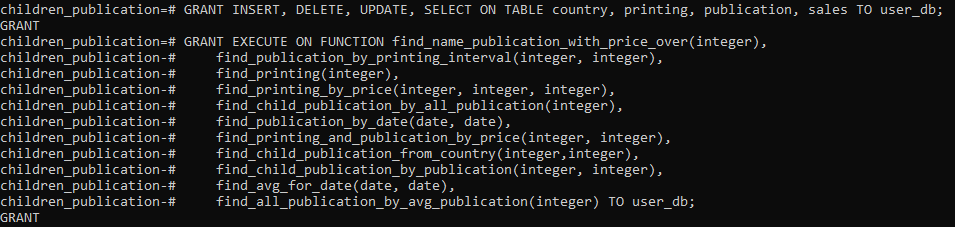 children_publication=# GRANT INSERT, DELETE, UPDATE, SELECT ON TABLE country, printing, publication, sales TO user_db;
GRANT
children_publication=# GRANT EXECUTE ON FUNCTION find_name_publication_with_price_over(integer),
children_publication-#     find_publication_by_printing_interval(integer, integer),
children_publication-#     find_printing(integer),
children_publication-#     find_printing_by_price(integer, integer, integer),
children_publication-#     find_child_publication_by_all_publication(integer),
children_publication-#     find_publication_by_date(date, date),
children_publication-#     find_printing_and_publication_by_price(integer, integer),
children_publication-#     find_child_publication_from_country(integer,integer),
children_publication-#     find_child_publication_by_publication(integer, integer),
children_publication-#     find_avg_for_date(date, date),
children_publication-#     find_all_publication_by_avg_publication(integer) TO user_db;
GRANT